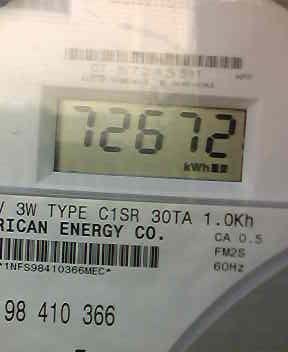 72672
kWh
3W TYPE C1SR 30TA 1.0Kh
RICAN ENERGY CO.
CA 0.5
FM2S
60Hz
*1NFS98410366MEC*
98 410 366